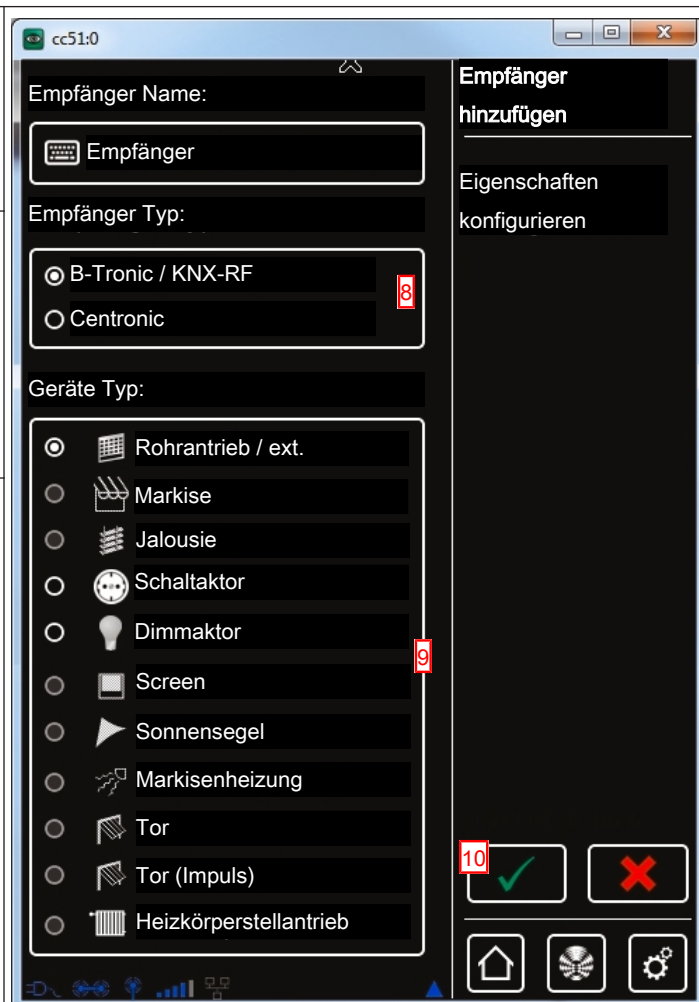 cc51:0
Empfänger Name:
Empfänger
Empfänger Typ:
B-Tronic / KNX-RF
8
Centronic
Geräte Typ:
Rohrantrieb / ext.
Markise
Jalousie
Schaltaktor
Dimmaktor
9
Screen
Sonnensegel
Markisenheizung
Tor
Tor (Impuls)
Heizkörperstellantrieb
Empfänger
hinzufügen
Eigenschaften
konfigurieren
10